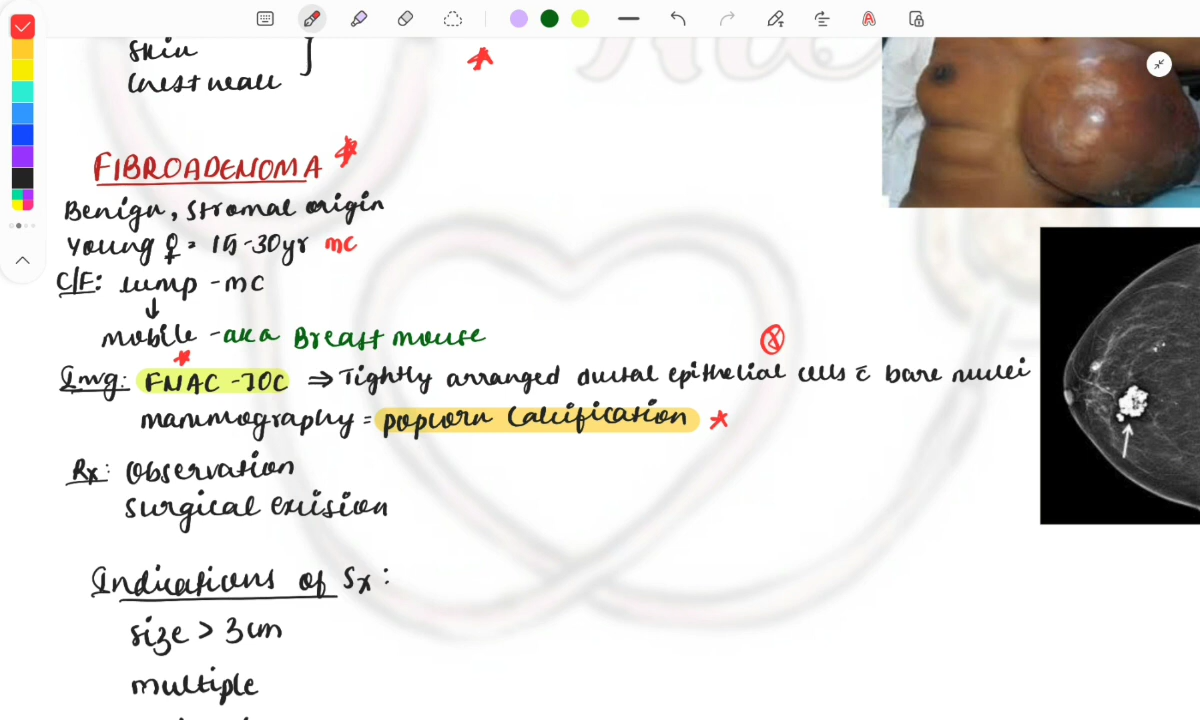 Skin
Chest wall
FIBROADENOMA
Benign, stromal origin
Young ♀ = 15-30yr mc
C/F: lump - mc
↓
mobile - aka Breast mouse
Invg: FNAC - IOC ⇒ Tightly arranged ductal epithelial cells c̄ bare nuclei
mammography = popcorn calcification
Rx: Observation
surgical excision
Indications of Sx:
size > 3cm
multiple